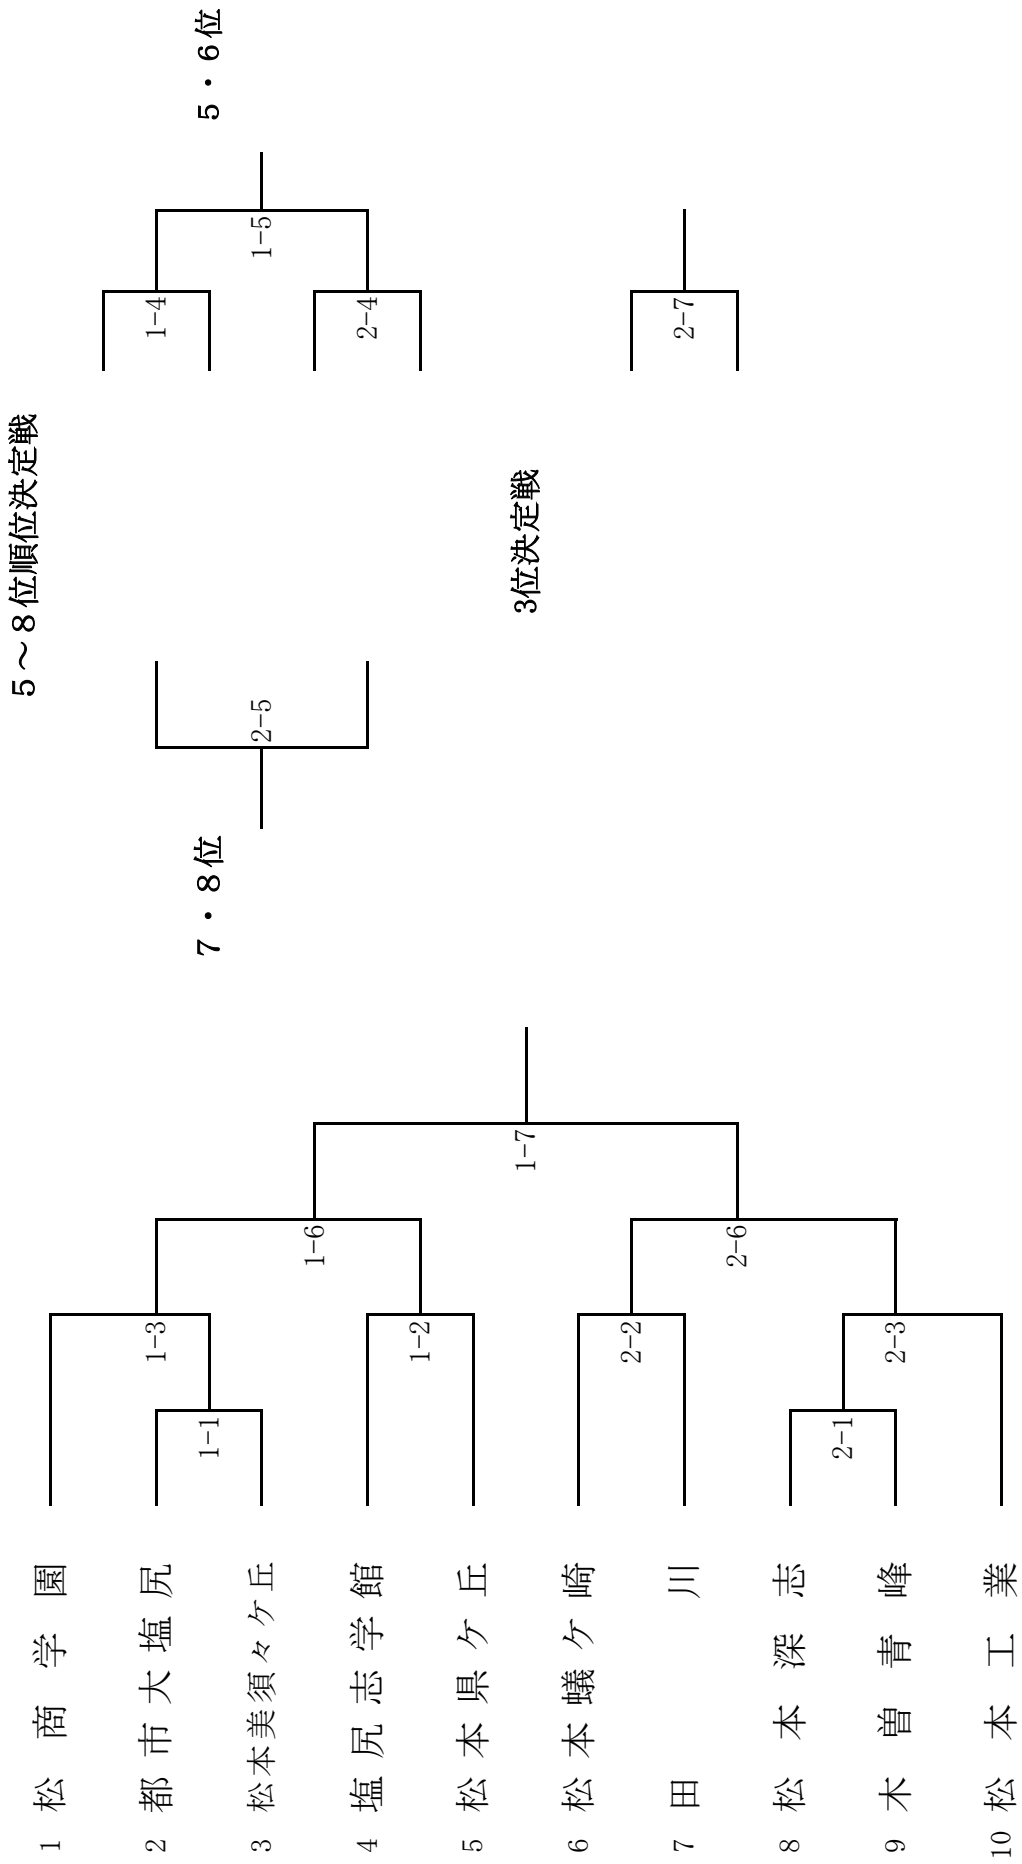 1 松商学園
2 都市大塩尻
3 松本美須々ケ丘
4 塩尻志学館
5 松本県ケ丘
6 松本蟻ケ崎
7 田川
8 松本深志
9 木曽青峰
10 松本工業
1-1
2-1
1-3
1-2
2-2
2-3
1-6
2-6
1-7
5～8位順位決定戦
7・8位
2-5
1-4
2-4
1-5
5・6位
3位決定戦
2-7